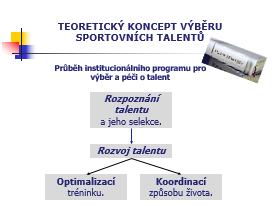 TEORETICKÝ KONCEPT VÝBĚRU
SPORTOVNÍCH TALENTŮ
Průběh institucionálního programu pro
výběr a péči o talent
Rozpoznání
talentu
a jeho selekce.
Rozvoj talentu
Optimalizací
tréninku.
Koordinací
způsobu života.